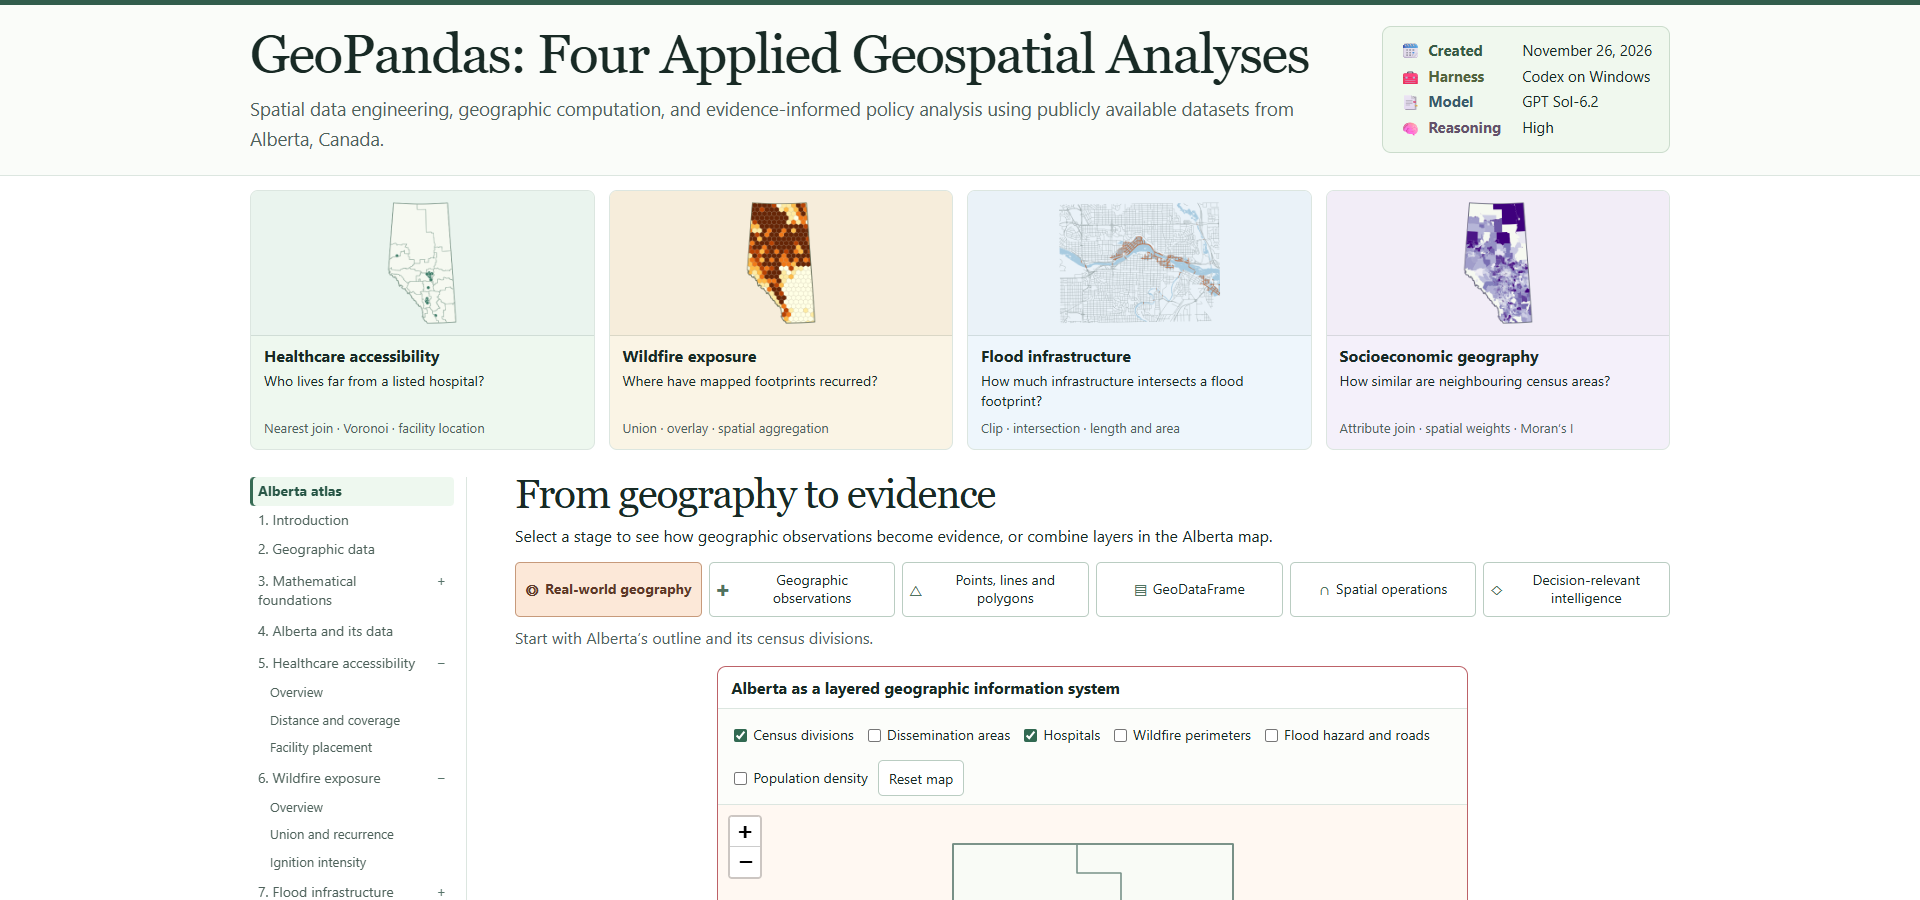 GeoPandas: Four Applied Geospatial Analyses
Spatial data engineering, geographic computation, and evidence-informed policy analysis using publicly available datasets from
Alberta, Canada.
Created November 26, 2026
Harness Codex on Windows
Model GPT Sol-6.2
Reasoning High
Healthcare accessibility
Who lives far from a listed hospital?
Nearest join · Voronoi · facility location
Wildfire exposure
Where have mapped footprints recurred?
Union · overlay · spatial aggregation
Flood infrastructure
How much infrastructure intersects a flood
footprint?
Clip · intersection · length and area
Socioeconomic geography
How similar are neighbouring census areas?
Attribute join · spatial weights · Moran's I
Alberta atlas
1. Introduction
2. Geographic data
3. Mathematical +
foundations
4. Alberta and its data
5. Healthcare accessibility −
Overview
Distance and coverage
Facility placement
6. Wildfire exposure −
Overview
Union and recurrence
Ignition intensity
7. Flood infrastructure +
From geography to evidence
Select a stage to see how geographic observations become evidence, or combine layers in the Alberta map.
◎ Real-world geography
✚ Geographic
observations
△ Points, lines and
polygons
▤ GeoDataFrame
∩ Spatial operations
◇ Decision-relevant
intelligence
Start with Alberta's outline and its census divisions.
Alberta as a layered geographic information system
Census divisions Dissemination areas Hospitals Wildfire perimeters Flood hazard and roads
Population density Reset map
+
−